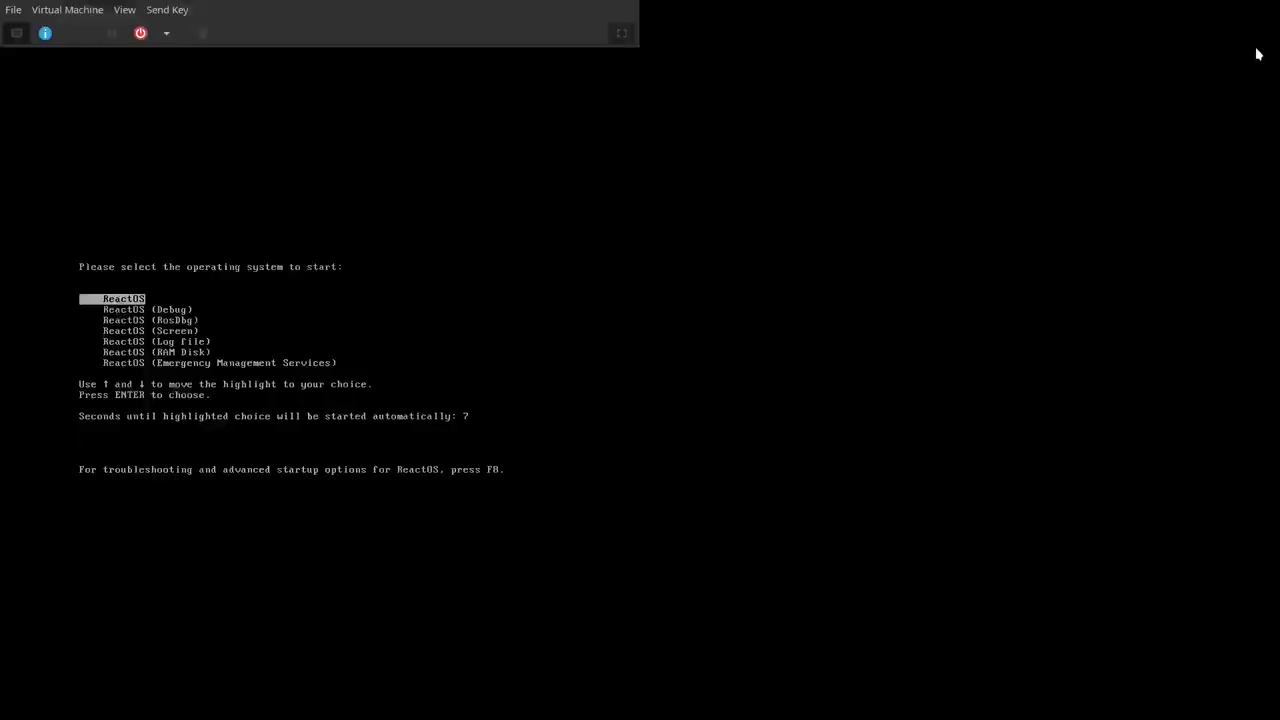 File Virtual Machine View Send Key
Please select the operating system to start:
ReactOS
ReactOS (Debug)
ReactOS (RosDbg)
ReactOS (Screen)
ReactOS (Log file)
ReactOS (RAM Disk)
ReactOS (Emergency Management Services)
Use ↑ and ↓ to move the highlight to your choice.
Press ENTER to choose.
Seconds until highlighted choice will be started automatically: 7
For troubleshooting and advanced startup options for ReactOS, press F8.